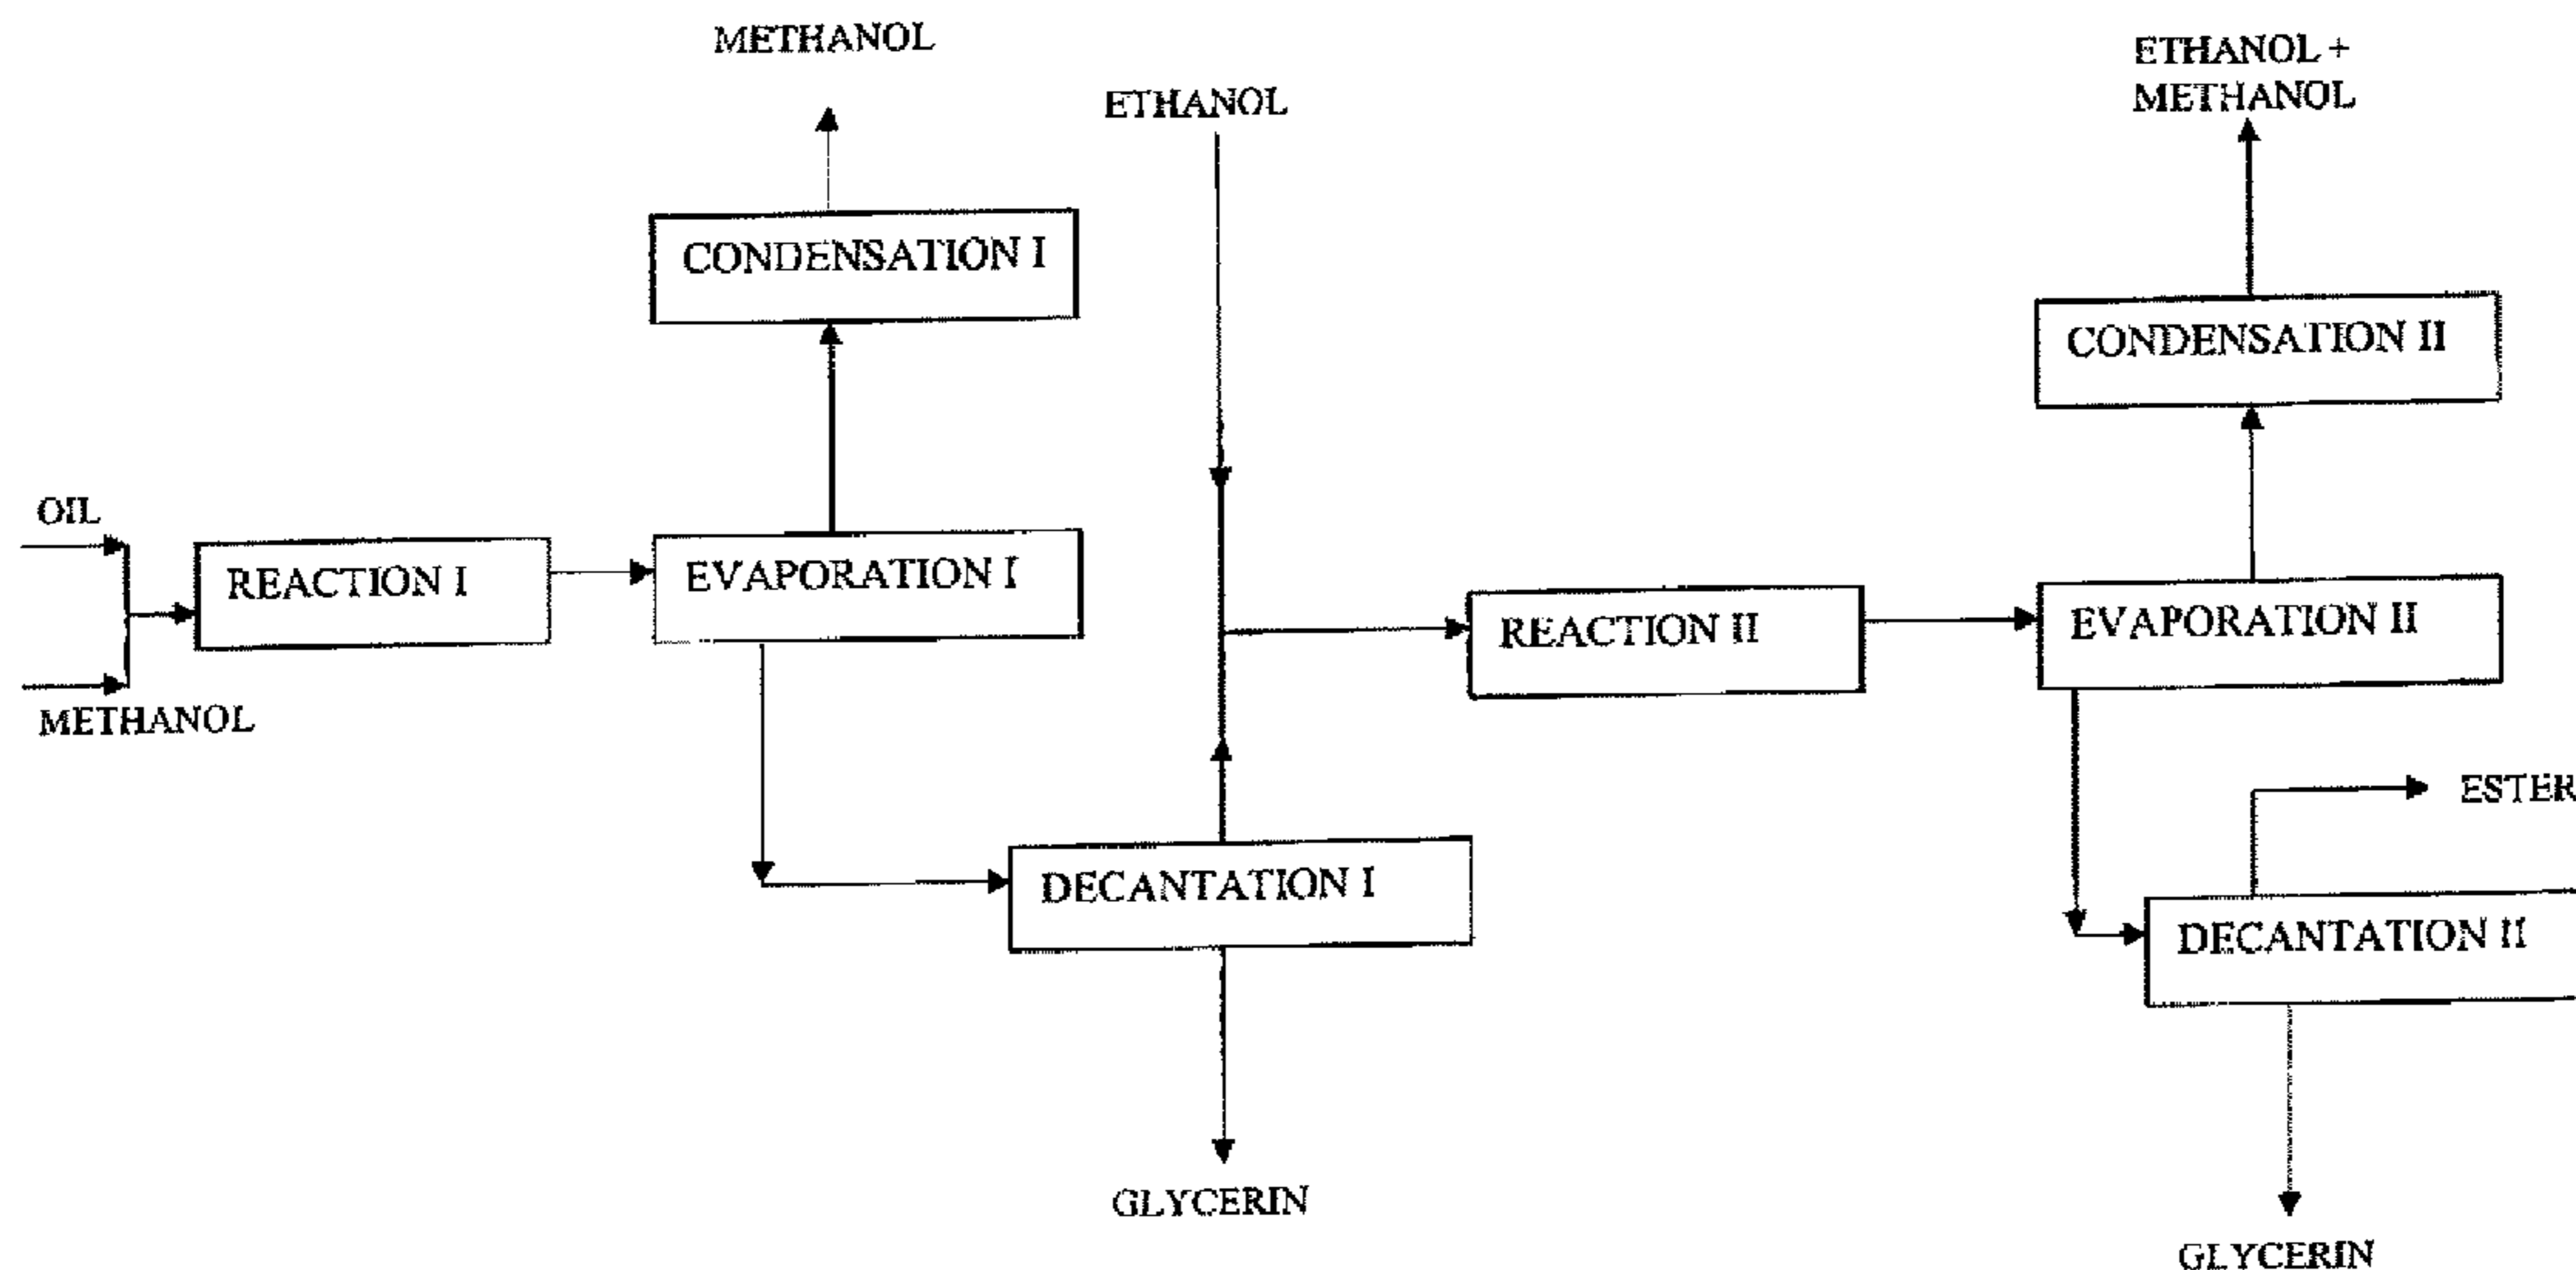 METHANOL
ETHANOL
ETHANOL +
METHANOL
CONDENSATION I
CONDENSATION II
OIL
REACTION I
EVAPORATION I
METHANOL
REACTION II
EVAPORATION II
ESTER
DECANTATION I
DECANTATION II
GLYCERIN
GLYCERIN